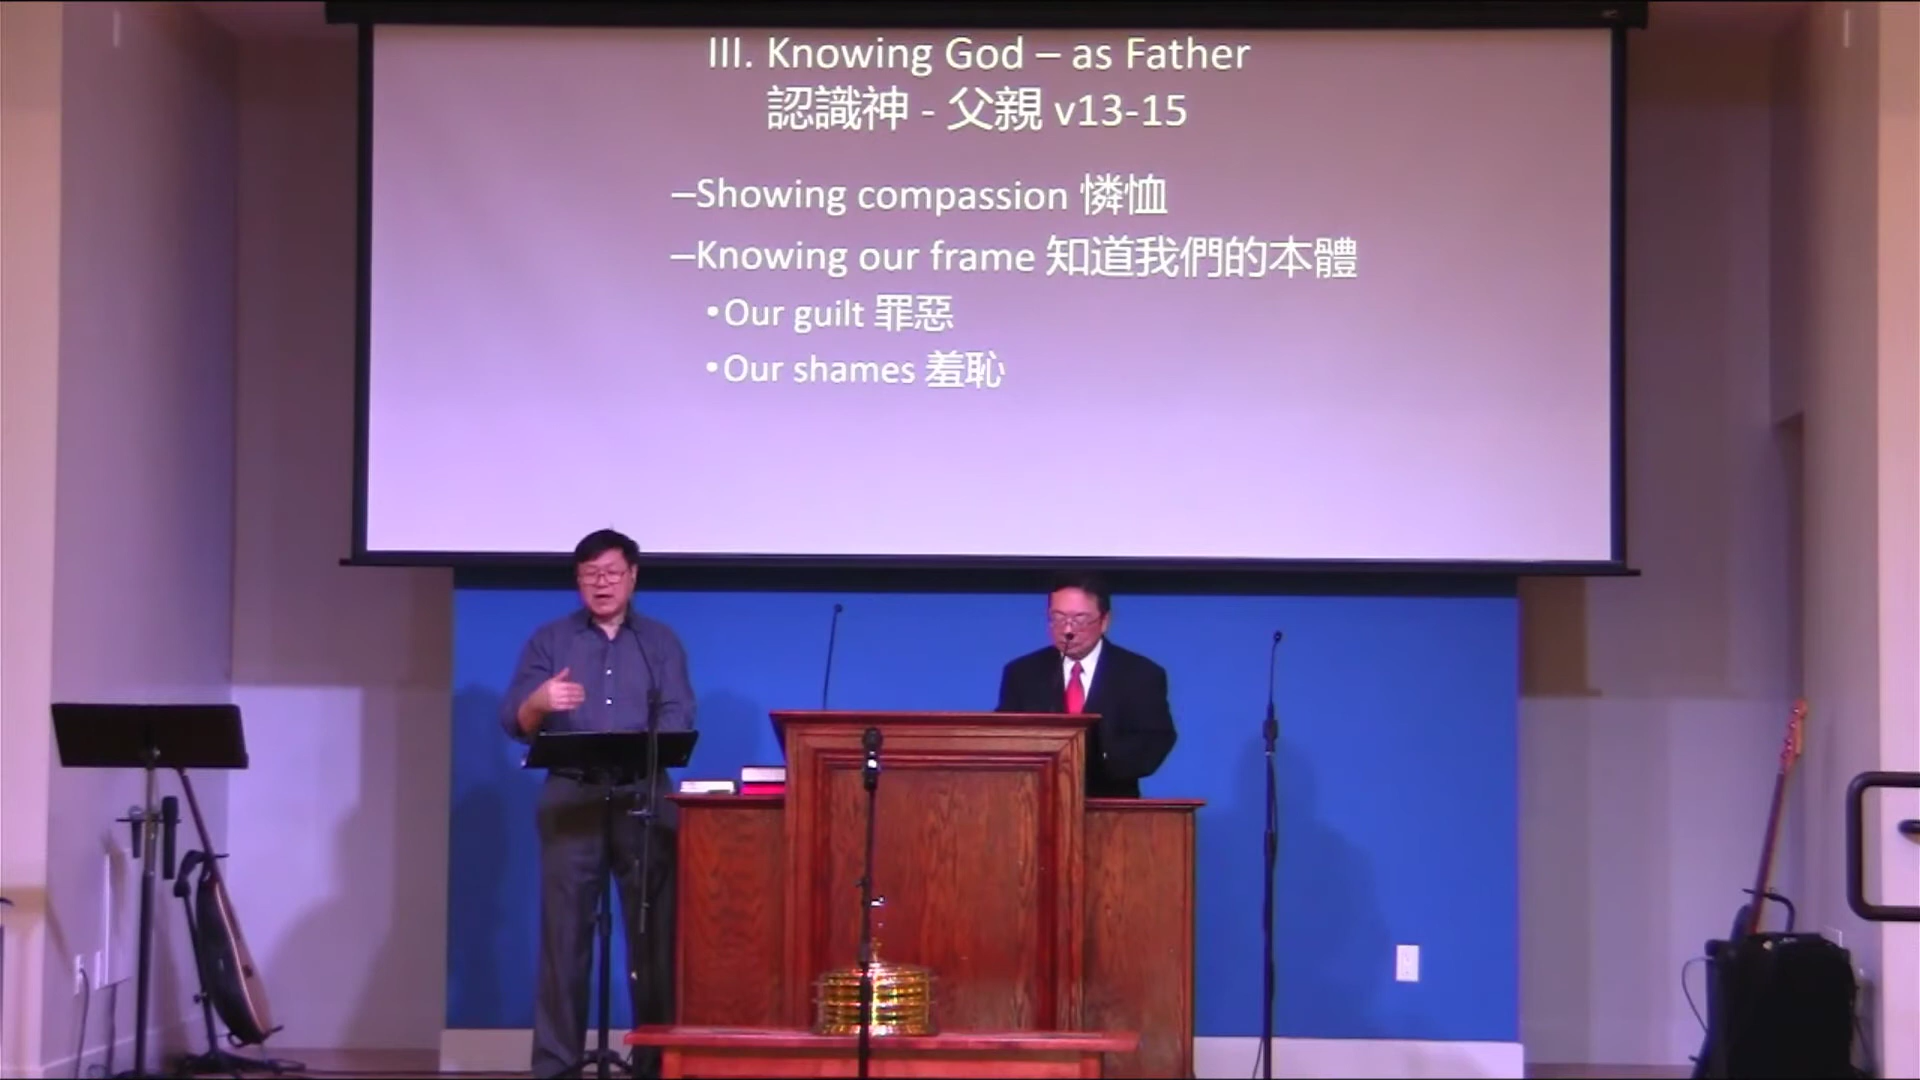 III. Knowing God – as Father
認識神 - 父親 v13-15
–Showing compassion 憐恤
–Knowing our frame 知道我們的本體
•Our guilt 罪惡
•Our shames 羞恥